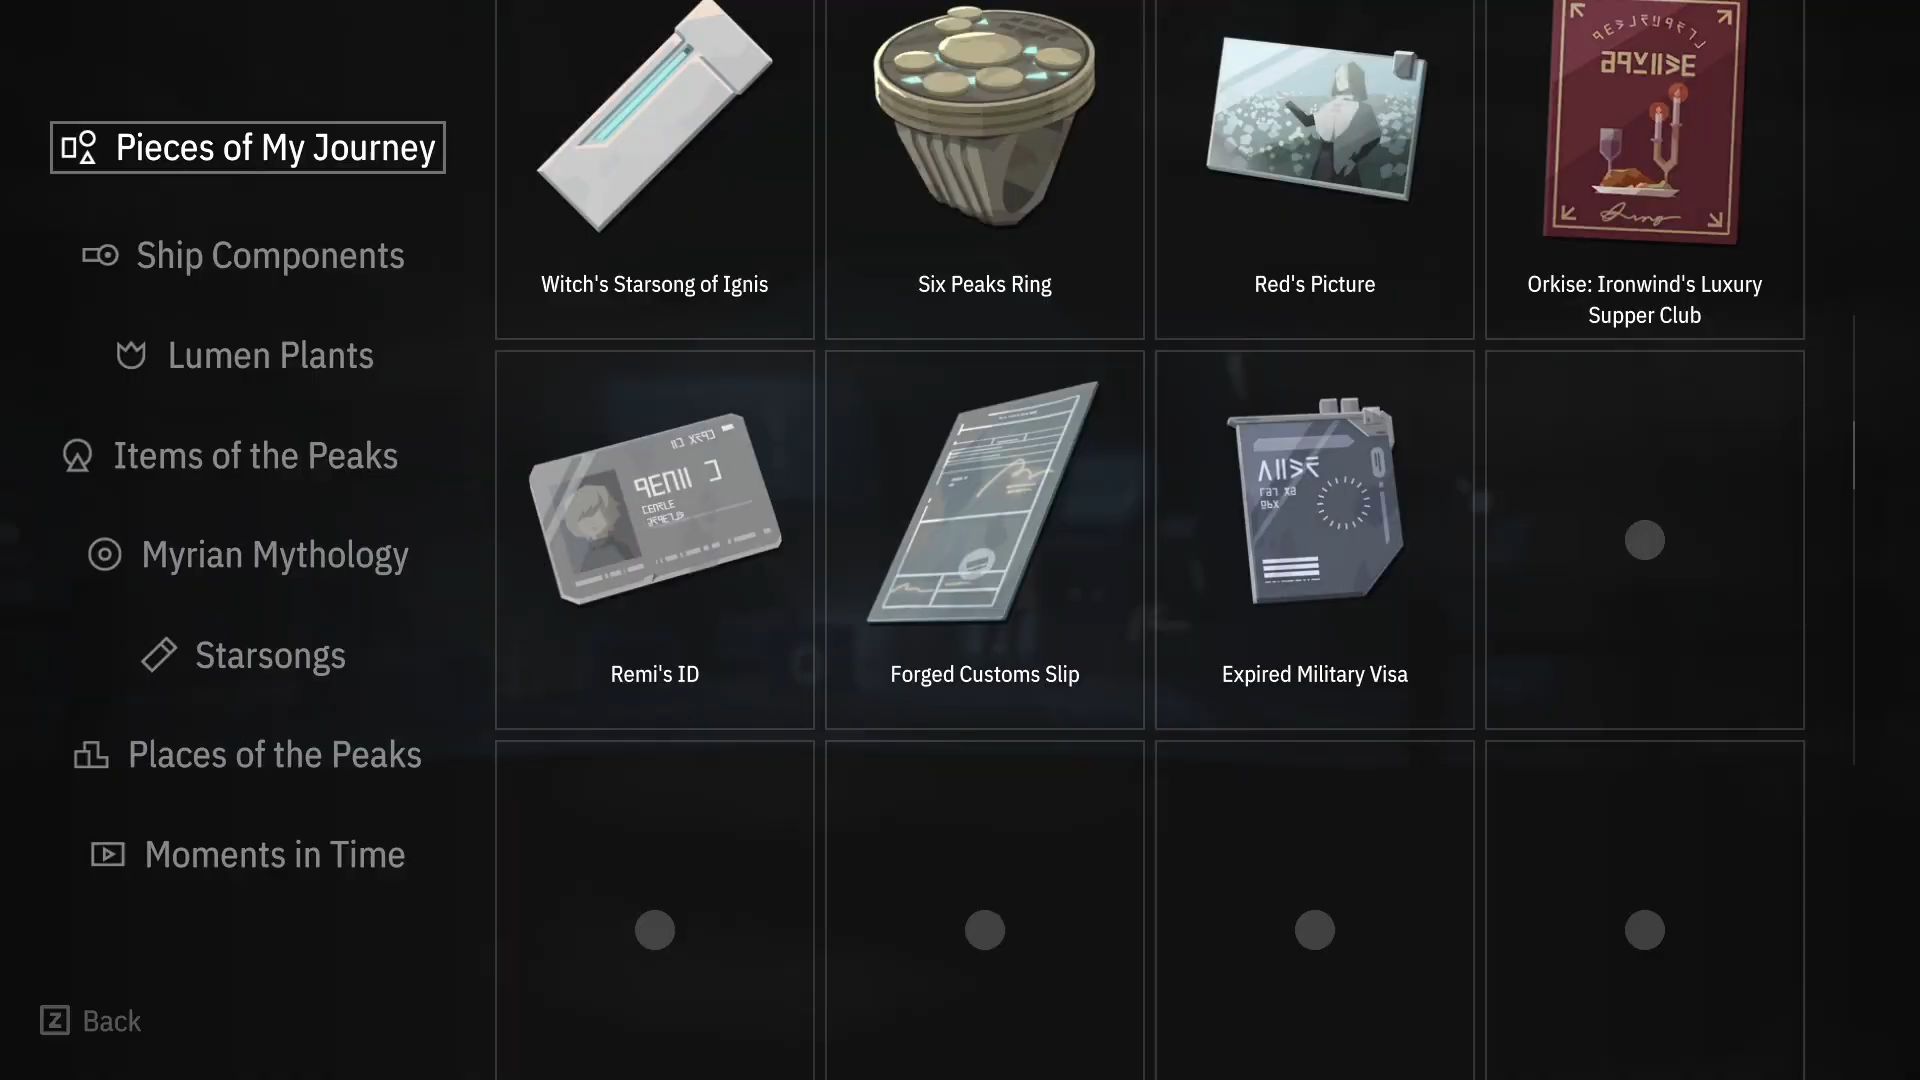 Pieces of My Journey
Ship Components
Lumen Plants
Items of the Peaks
Myrian Mythology
Starsongs
Places of the Peaks
Moments in Time
Z Back
Witch's Starsong of Ignis
Six Peaks Ring
Red's Picture
Orkise: Ironwind's Luxury
Supper Club
Remi's ID
Forged Customs Slip
Expired Military Visa